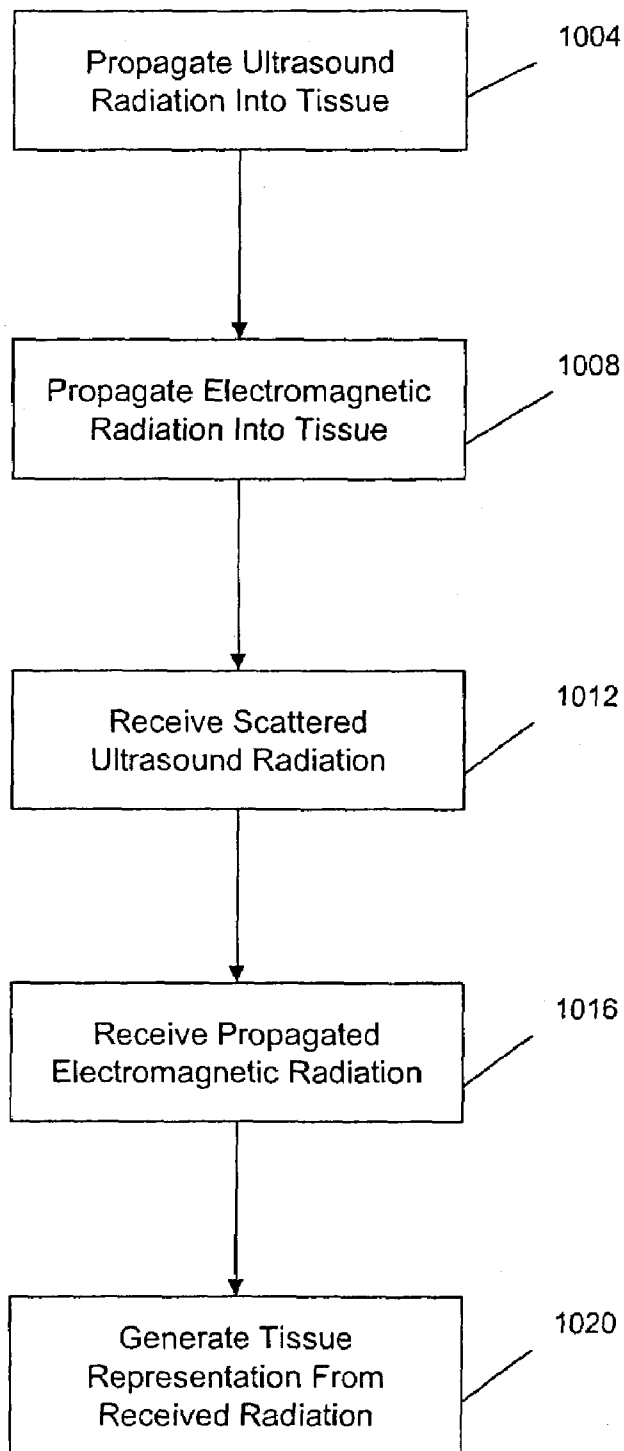 1004
Propagate Ultrasound
Radiation Into Tissue
1008
Propagate Electromagnetic
Radiation Into Tissue
1012
Receive Scattered
Ultrasound Radiation
1016
Receive Propagated
Electromagnetic Radiation
1020
Generate Tissue
Representation From
Received Radiation